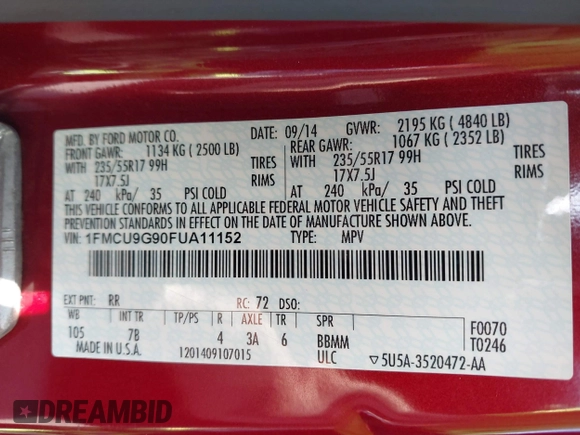 MFD. BY FORD MOTOR CO.
DATE: 09/14 GVWR: 2195 KG ( 4840 LB)
FRONT GAWR: 1134 KG ( 2500 LB) REAR GAWR: 1067 KG ( 2352 LB)
WITH 235/55R17 99H TIRES WITH 235/55R17 99H TIRES
17X7.5J RIMS 17X7.5J RIMS
AT 240 kPa/ 35 PSI COLD AT 240 kPa/ 35 PSI COLD
THIS VEHICLE CONFORMS TO ALL APPLICABLE FEDERAL MOTOR VEHICLE SAFETY AND THEFT
PREVENTION STANDARDS IN EFFECT ON THE DATE OF MANUFACTURE SHOWN ABOVE.
VIN: 1FMCU9G90FUA11152 TYPE: MPV
EXT PNT: RR RC: 72 DSO:
WB INT TR TP/PS R AXLE TR SPR F0070
105 7B 4 3A 6 BBMM T0246
MADE IN U.S.A. 1201409107015 ULC ▽5U5A-3520472-AA
DREAMBID